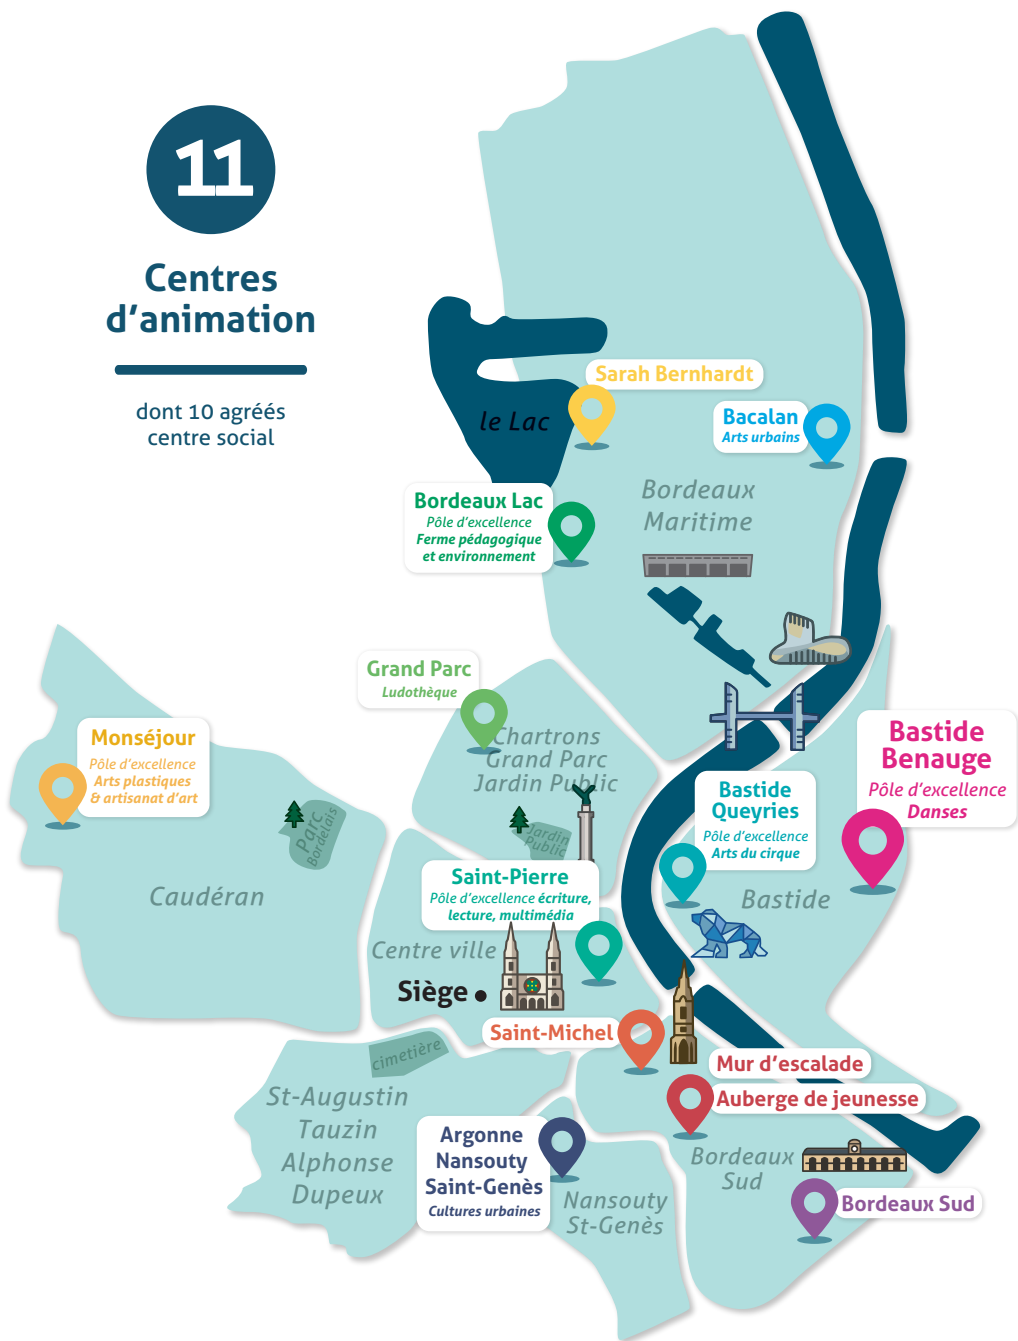 11
Centres
d'animation
dont 10 agréés
centre social
Sarah Bernhardt
le Lac
Bacalan
Arts urbains
Bordeaux
Maritime
Bordeaux Lac
Pôle d'excellence
Ferme pédagogique
et environnement
Grand Parc
Ludothèque
Chartrons
Grand Parc
Jardin Public
Monséjour
Pôle d'excellence
Arts plastiques
& artisanat d'art
Parc
Bordelais
Jardin
Public
Caudéran
Bastide
Benauge
Pôle d'excellence
Danses
Bastide
Queyries
Pôle d'excellence
Arts du cirque
Bastide
Saint-Pierre
Pôle d'excellence écriture,
lecture, multimédia
Centre ville
Siège
Saint-Michel
Mur d'escalade
Auberge de jeunesse
cimetière
St-Augustin
Tauzin
Alphonse
Dupeux
Argonne
Nansouty
Saint-Genès
Cultures urbaines
Nansouty
St-Genès
Bordeaux
Sud
Bordeaux Sud